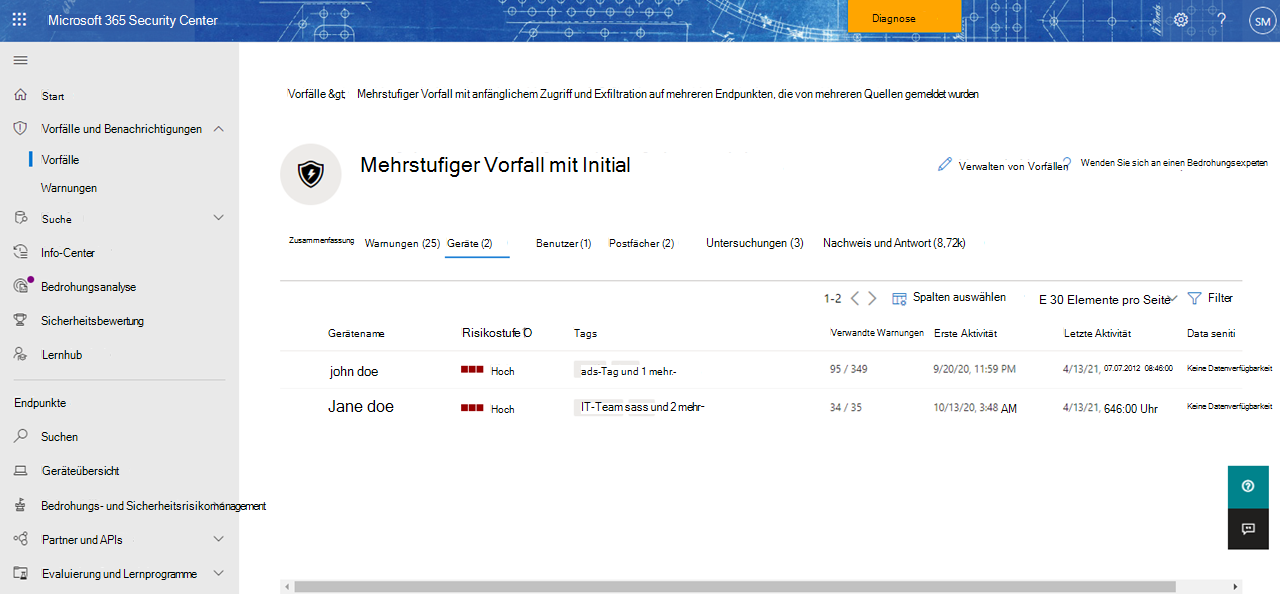 Microsoft 365 Security Center
Diagnose
?
SM
Start
Vorfälle und Benachrichtigungen
Vorfälle
Warnungen
Suche
Info-Center
Bedrohungsanalyse
Sicherheitsbewertung
Lernhub
Endpunkte
Suchen
Geräteübersicht
Bedrohungs- und Sicherheitsrisikomanagement
Partner und APIs
Evaluierung und Lernprogramme
Vorfälle &gt; Mehrstufiger Vorfall mit anfänglichem Zugriff und Exfiltration auf mehreren Endpunkten, die von mehreren Quellen gemeldet wurden
Mehrstufiger Vorfall mit Initial
Verwalten von Vorfällen
? Wenden Sie sich an einen Bedrohungsexperten
Zusammenfassung Warnungen (25) Geräte (2) Benutzer (1) Postfächer (2) Untersuchungen (3) Nachweis und Antwort (8,72k)
1-2 Spalten auswählen E 30 Elemente pro Seite Filter
Gerätename Risikostufe Tags Verwandte Warnungen Erste Aktivität Letzte Aktivität Data seniti
john doe Hoch ads-Tag und 1 mehr.- 95 / 349 9/20/20, 11:59 PM 4/13/21, 07.07.2012 08:46:00 Keine Datenverfügbarkeit
Jane doe Hoch IT-Team sass und 2 mehr- 34 / 35 10/13/20, 3:48 AM 4/13/21, 646:00 Uhr Keine Datenverfügbarkeit